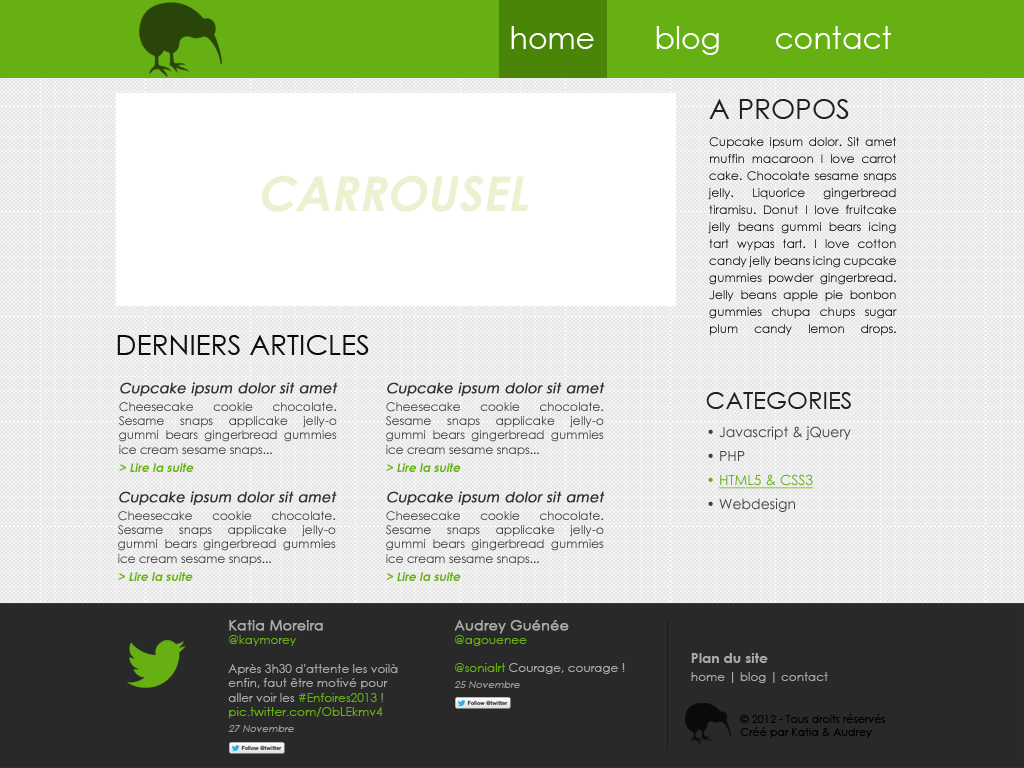 home blog contact
CARROUSEL
A PROPOS
Cupcake ipsum dolor. Sit amet
muffin macaroon I love carrot
cake. Chocolate sesame snaps
jelly. Liquorice gingerbread
tiramisu. Donut I love fruitcake
jelly beans gummi bears icing
tart wypas tart. I love cotton
candy jelly beans icing cupcake
gummies powder gingerbread.
Jelly beans apple pie bonbon
gummies chupa chups sugar
plum candy lemon drops.
DERNIERS ARTICLES
Cupcake ipsum dolor sit amet
Cheesecake cookie chocolate.
Sesame snaps applicake jelly-o
gummi bears gingerbread gummies
ice cream sesame snaps...
> Lire la suite
Cupcake ipsum dolor sit amet
Cheesecake cookie chocolate.
Sesame snaps applicake jelly-o
gummi bears gingerbread gummies
ice cream sesame snaps...
> Lire la suite
Cupcake ipsum dolor sit amet
Cheesecake cookie chocolate.
Sesame snaps applicake jelly-o
gummi bears gingerbread gummies
ice cream sesame snaps...
> Lire la suite
Cupcake ipsum dolor sit amet
Cheesecake cookie chocolate.
Sesame snaps applicake jelly-o
gummi bears gingerbread gummies
ice cream sesame snaps...
> Lire la suite
CATEGORIES
• Javascript & jQuery
• PHP
• HTML5 & CSS3
• Webdesign
Katia Moreira
@kaymorey
Après 3h30 d'attente les voilà
enfin, faut être motivé pour
aller voir les #Enfoires2013 !
pic.twitter.com/ObLEkmv4
27 Novembre
Follow @twitter
Audrey Guénée
@agouenee
@sonialrt Courage, courage !
25 Novembre
Follow @twitter
Plan du site
home | blog | contact
© 2012 - Tous droits réservés
Créé par Katia & Audrey